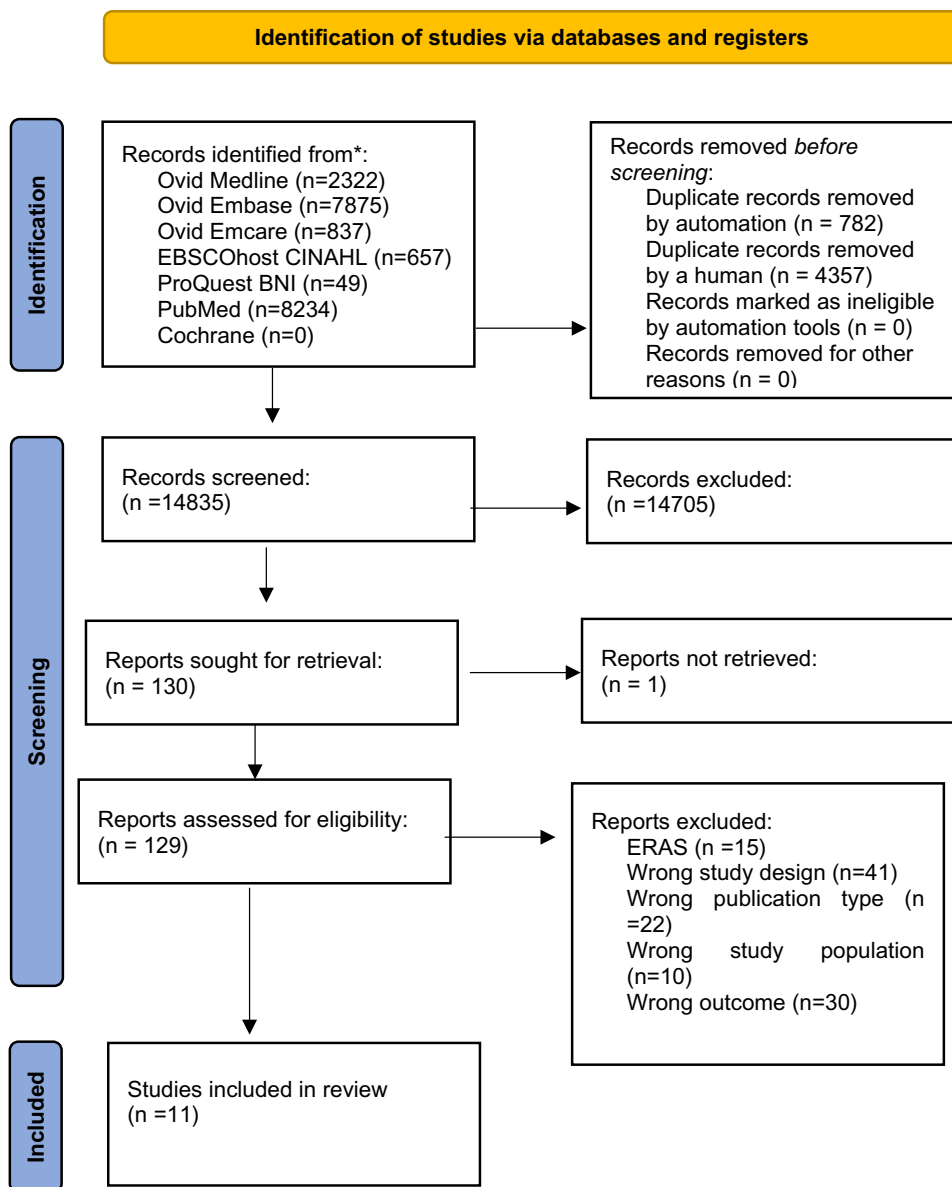 Identification of studies via databases and registers
Identification
Records identified from*:
Ovid Medline (n=2322)
Ovid Embase (n=7875)
Ovid Emcare (n=837)
EBSCOhost CINAHL (n=657)
ProQuest BNI (n=49)
PubMed (n=8234)
Cochrane (n=0)
Records removed before
screening:
Duplicate records removed
by automation (n = 782)
Duplicate records removed
by a human (n = 4357)
Records marked as ineligible
by automation tools (n = 0)
Records removed for other
reasons (n = 0)
Screening
Records screened:
(n =14835)
Records excluded:
(n =14705)
Reports sought for retrieval:
(n = 130)
Reports not retrieved:
(n = 1)
Reports assessed for eligibility:
(n = 129)
Reports excluded:
ERAS (n =15)
Wrong study design (n=41)
Wrong publication type (n
=22)
Wrong study population
(n=10)
Wrong outcome (n=30)
Included
Studies included in review
(n =11)